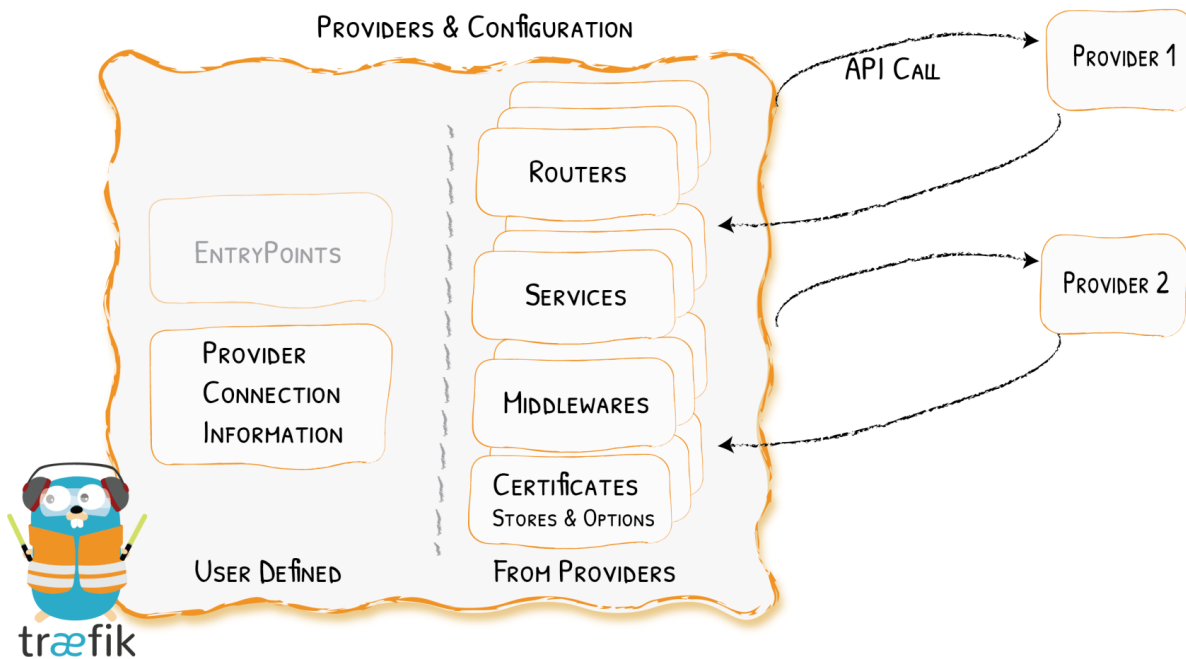 Providers & Configuration
API Call
Provider 1
Routers
EntryPoints
Services
Provider 2
Provider
Connection
Information
Middlewares
Certificates
Stores & Options
User Defined
From Providers
træfik